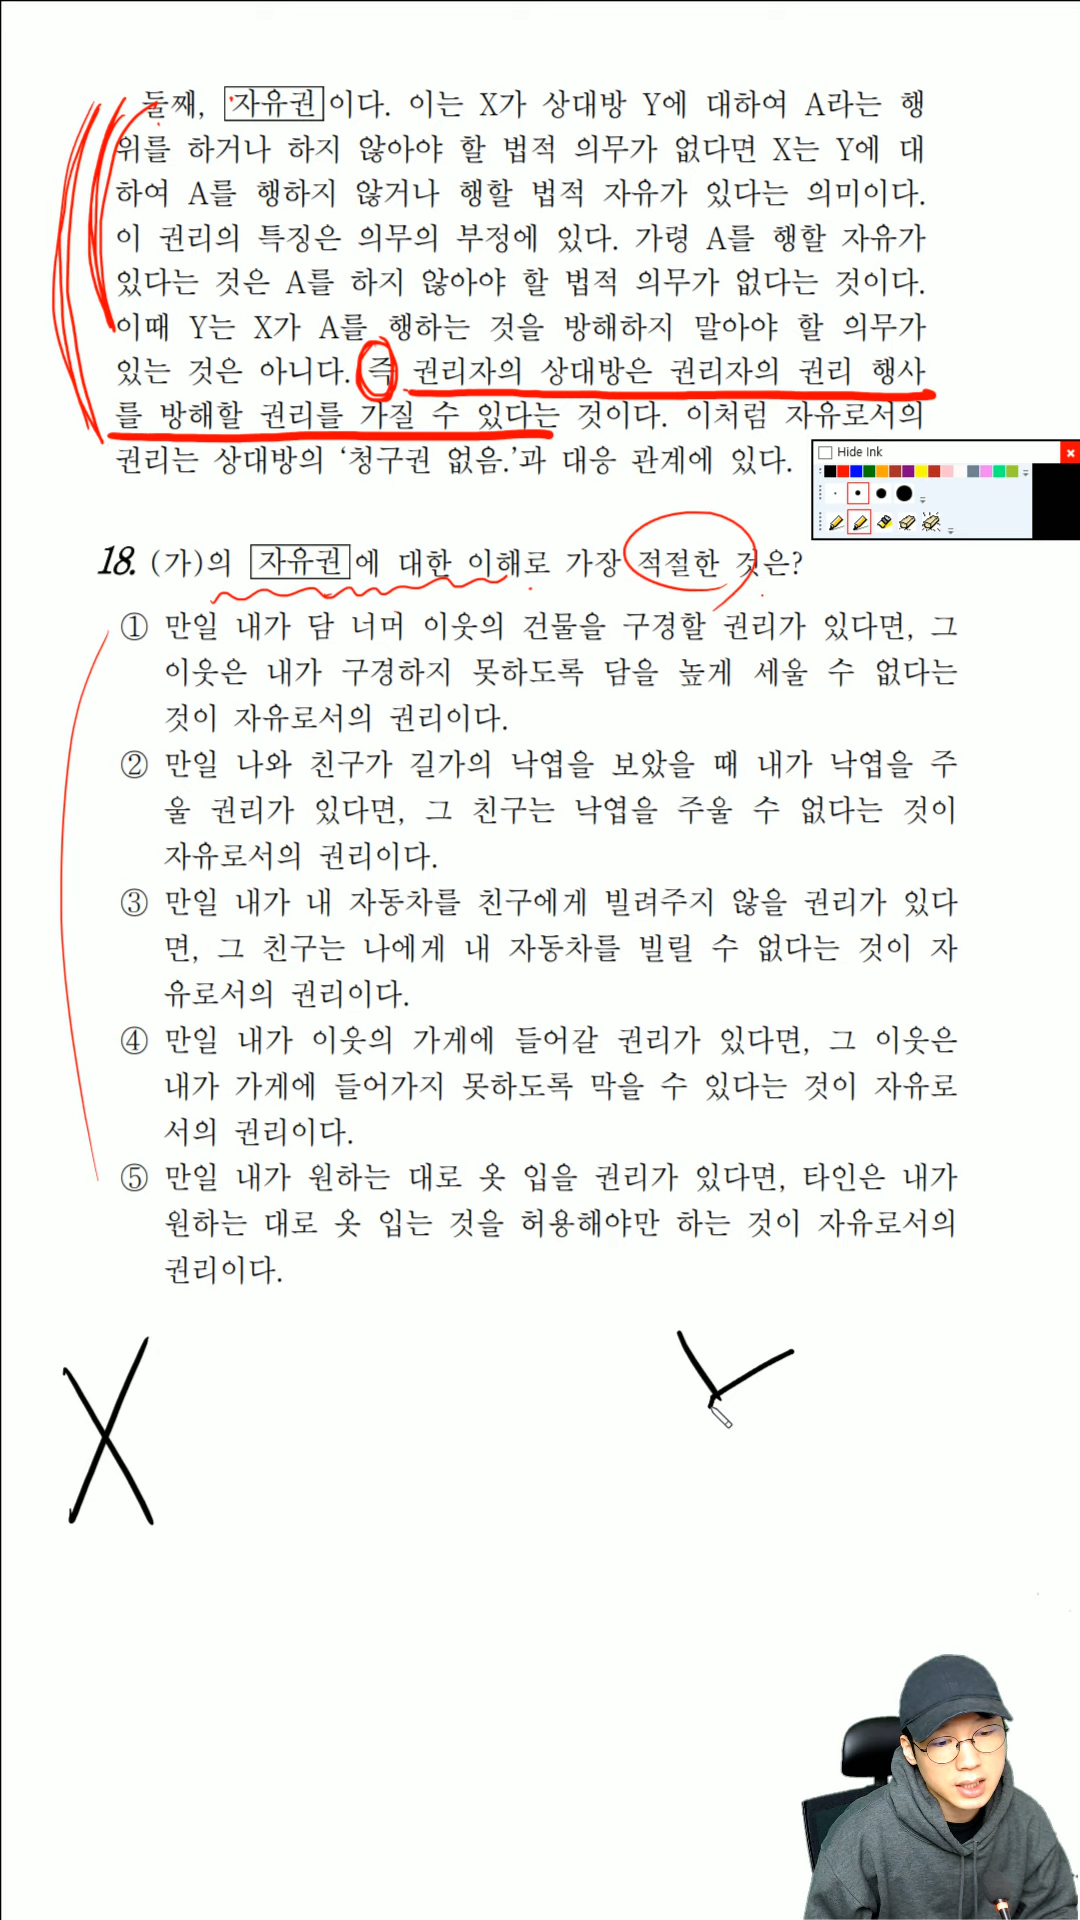 둘째, 자유권이다. 이는 X가 상대방 Y에 대하여 A라는 행
위를 하거나 하지 않아야 할 법적 의무가 없다면 X는 Y에 대
하여 A를 행하지 않거나 행할 법적 자유가 있다는 의미이다.
이 권리의 특징은 의무의 부정에 있다. 가령 A를 행할 자유가
있다는 것은 A를 하지 않아야 할 법적 의무가 없다는 것이다.
이때 Y는 X가 A를 행하는 것을 방해하지 말아야 할 의무가
있는 것은 아니다. 즉 권리자의 상대방은 권리자의 권리 행사
를 방해할 권리를 가질 수 있다는 것이다. 이처럼 자유로서의
권리는 상대방의 ‘청구권 없음.’과 대응 관계에 있다.
Hide Ink
18. (가)의 자유권에 대한 이해로 가장 적절한 것은?
① 만일 내가 담 너머 이웃의 건물을 구경할 권리가 있다면, 그
이웃은 내가 구경하지 못하도록 담을 높게 세울 수 없다는
것이 자유로서의 권리이다.
② 만일 나와 친구가 길가의 낙엽을 보았을 때 내가 낙엽을 주
울 권리가 있다면, 그 친구는 낙엽을 주울 수 없다는 것이
자유로서의 권리이다.
③ 만일 내가 내 자동차를 친구에게 빌려주지 않을 권리가 있다
면, 그 친구는 나에게 내 자동차를 빌릴 수 없다는 것이 자
유로서의 권리이다.
④ 만일 내가 이웃의 가게에 들어갈 권리가 있다면, 그 이웃은
내가 가게에 들어가지 못하도록 막을 수 있다는 것이 자유로
서의 권리이다.
⑤ 만일 내가 원하는 대로 옷 입을 권리가 있다면, 타인은 내가
원하는 대로 옷 입는 것을 허용해야만 하는 것이 자유로서의
권리이다.
X